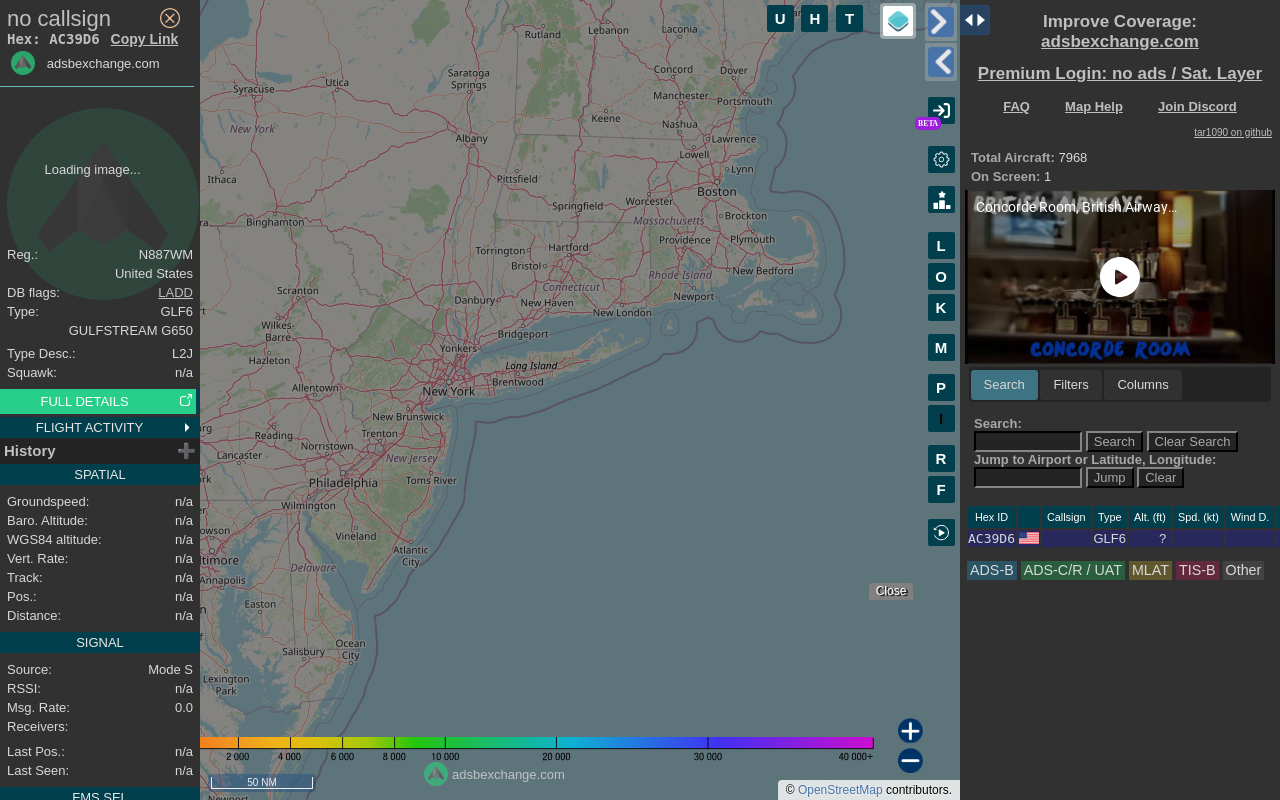 no callsign
Hex: AC39D6 Copy Link
adsbexchange.com
Loading image...
Reg.: N887WM
United States
DB flags: LADD
Type: GLF6
GULFSTREAM G650
Type Desc.: L2J
Squawk: n/a
FULL DETAILS
FLIGHT ACTIVITY
History
SPATIAL
Groundspeed: n/a
Baro. Altitude: n/a
WGS84 altitude: n/a
Vert. Rate: n/a
Track: n/a
Pos.: n/a
Distance: n/a
SIGNAL
Source: Mode S
RSSI: n/a
Msg. Rate: 0.0
Receivers:
Last Pos.: n/a
Last Seen: n/a
FMS SEL
U H T
Rutland
Lebanon
Laconia
Utica
Saratoga
Springs
Syracuse
Concord
Dover
Manchester
Portsmouth
Keene
Nashua
New York
Albany
Lawrence
Lowell
Lynn
Ithaca
Pittsfield
Boston
Worcester
Springfield
Binghamton
Massachusetts
Brockton
Providence
Plymouth
Torrington
Hartford
Bristol
New Bedford
Rhode Island
Connecticut
Scranton
Danbury
New Haven
Newport
New London
Wilkes-
Barre
Bridgeport
Yonkers
Hazleton
Long Island
Brentwood
Allentown
New York
New Brunswick
Reading
Trenton
Norristown
Lancaster
New Jersey
Philadelphia
Toms River
Wilmington
Vineland
Atlantic
City
Annapolis
Delaware
Easton
Ocean
City
Salisbury
Lexington
Park
BETA
L
O
K
M
P
I
R
F
Close
2 000 4 000 6 000 8 000 10 000 20 000 30 000 40 000+
50 NM
adsbexchange.com
© OpenStreetMap contributors.
Improve Coverage:
adsbexchange.com
Premium Login: no ads / Sat. Layer
FAQ Map Help Join Discord
tar1090 on github
Total Aircraft: 7968
On Screen: 1
Concorde Room, British Airway...
CONCORDE ROOM
Search Filters Columns
Search:
Search Clear Search
Jump to Airport or Latitude, Longitude:
Jump Clear
Hex ID Callsign Type Alt. (ft) Spd. (kt) Wind D.
AC39D6 GLF6 ?
ADS-B ADS-C/R / UAT MLAT TIS-B Other